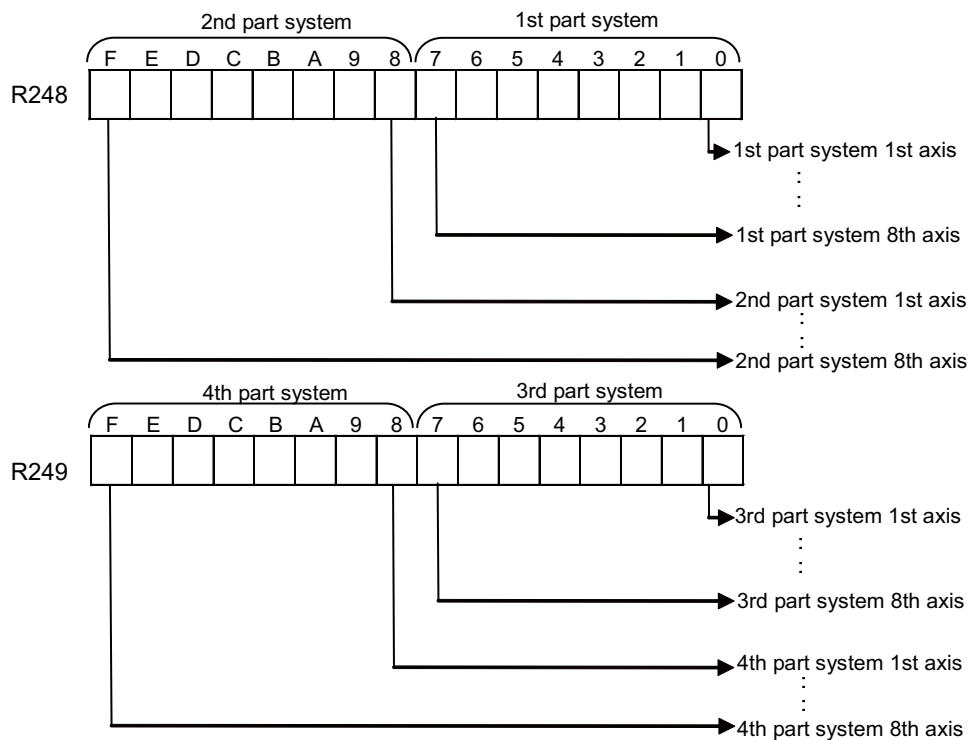 2nd part system 1st part system
F E D C B A 9 8 7 6 5 4 3 2 1 0
R248
1st part system 1st axis
1st part system 8th axis
2nd part system 1st axis
2nd part system 8th axis
4th part system 3rd part system
F E D C B A 9 8 7 6 5 4 3 2 1 0
R249
3rd part system 1st axis
3rd part system 8th axis
4th part system 1st axis
4th part system 8th axis